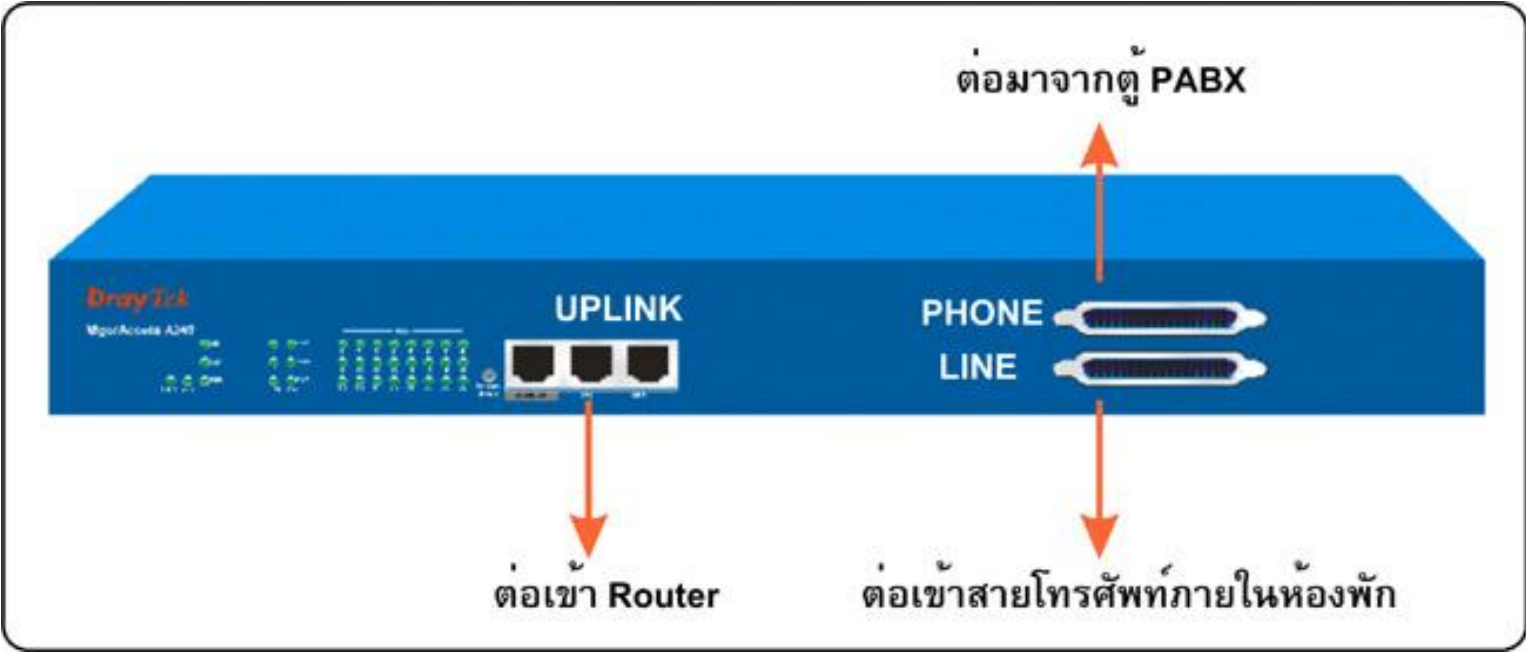 ต่อมาจากตู้ PABX
DrayTek
UPLINK
PHONE
LINE
ต่อเข้า Router
ต่อเข้าสายโทรศัพท์ภายในห้องพัก